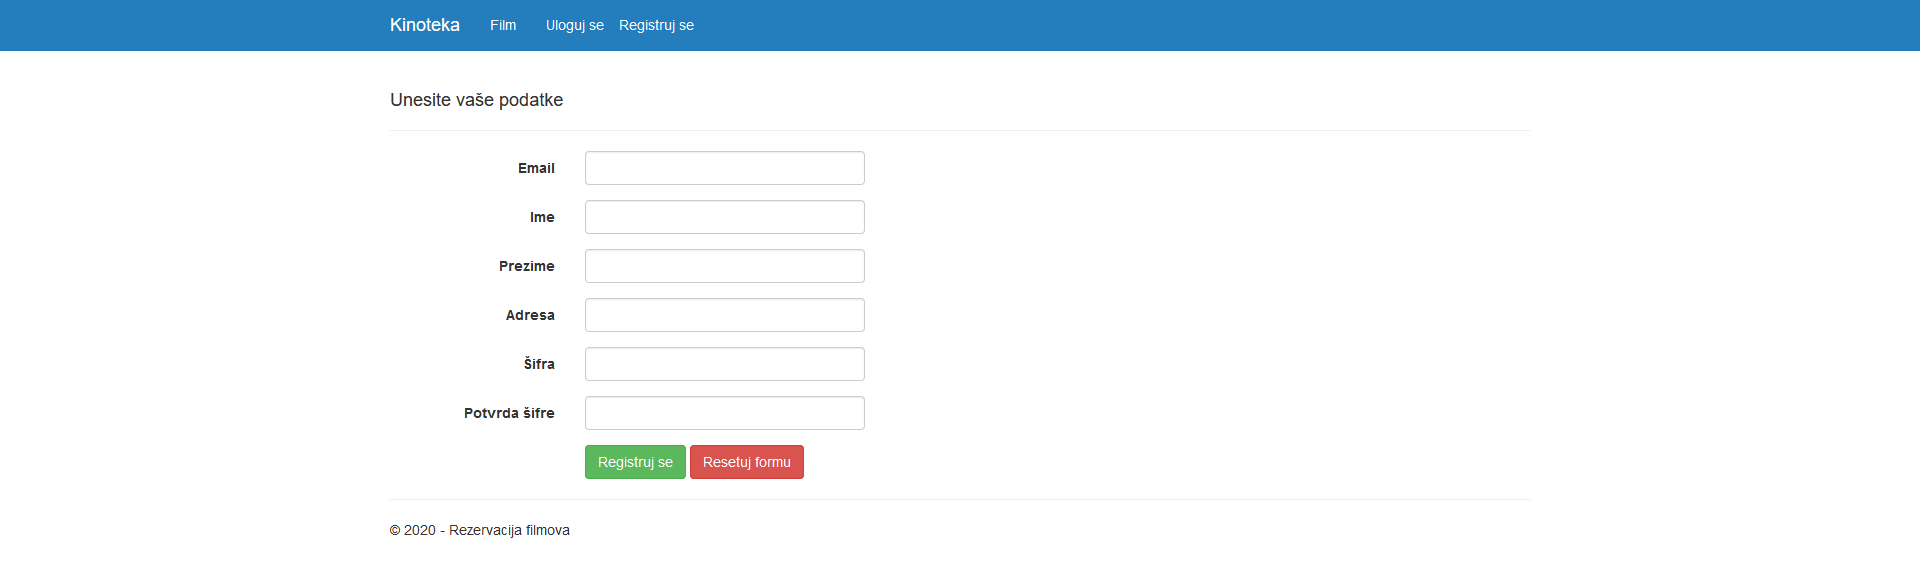 Kinoteka Film Uloguj se Registruj se
Unesite vaše podatke
Email
Ime
Prezime
Adresa
Šifra
Potvrda šifre
Registruj se Resetuj formu
© 2020 - Rezervacija filmova